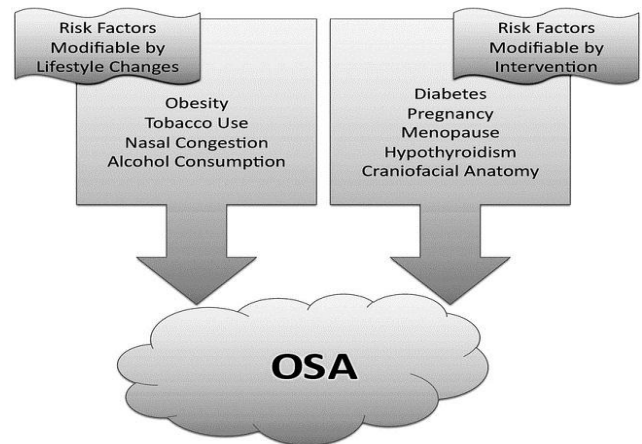 Risk Factors
Modifiable by
Lifestyle Changes
Obesity
Tobacco Use
Nasal Congestion
Alcohol Consumption
Risk Factors
Modifiable by
Intervention
Diabetes
Pregnancy
Menopause
Hypothyroidism
Craniofacial Anatomy
OSA